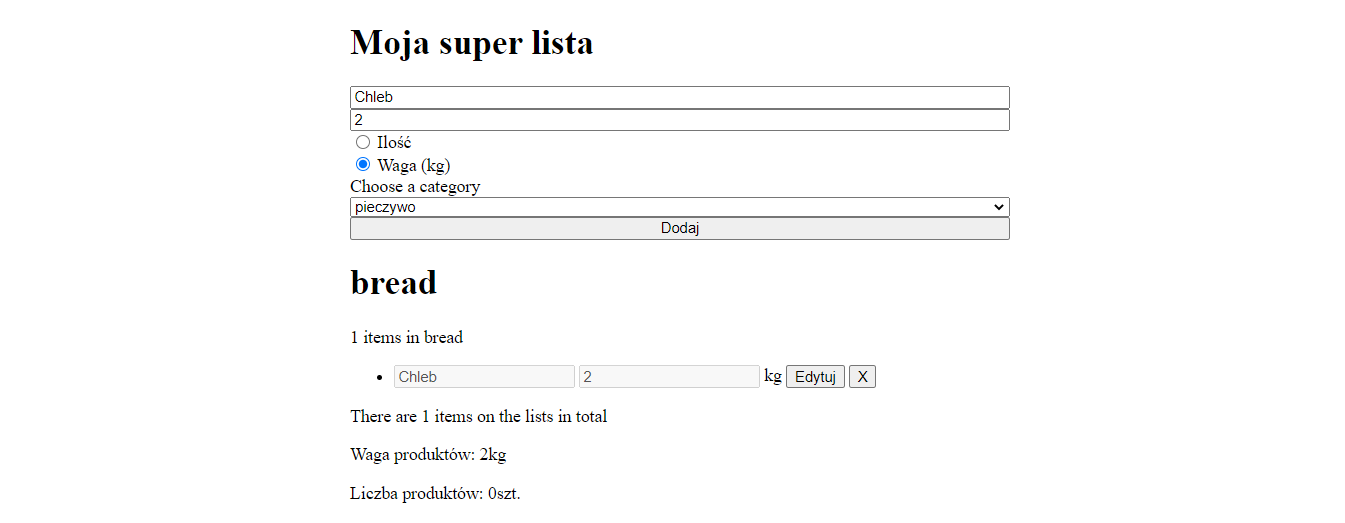 Moja super lista
Chleb
2
Ilość
Waga (kg)
Choose a category
pieczywo
Dodaj
bread
1 items in bread
Chleb 2 kg Edytuj X
There are 1 items on the lists in total
Waga produktów: 2kg
Liczba produktów: 0szt.